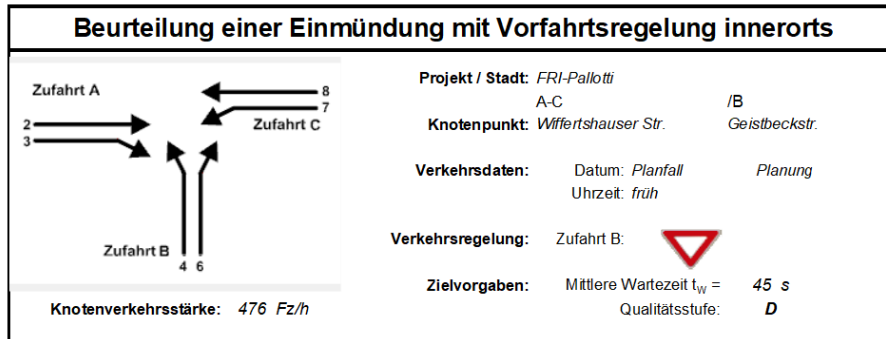 Beurteilung einer Einmündung mit Vorfahrtsregelung innerorts
Zufahrt A
8
7
Zufahrt C
2
3
Zufahrt B
4 6
Knotenverkehrsstärke: 476 Fz/h
Projekt / Stadt: FRI-Pallotti
A-C /B
Knotenpunkt: Wiffertshauser Str. Geistbeckstr.
Verkehrsdaten: Datum: Planfall Planung
Uhrzeit: früh
Verkehrsregelung: Zufahrt B:
Zielvorgaben: Mittlere Wartezeit tW = 45 s
Qualitätsstufe: D